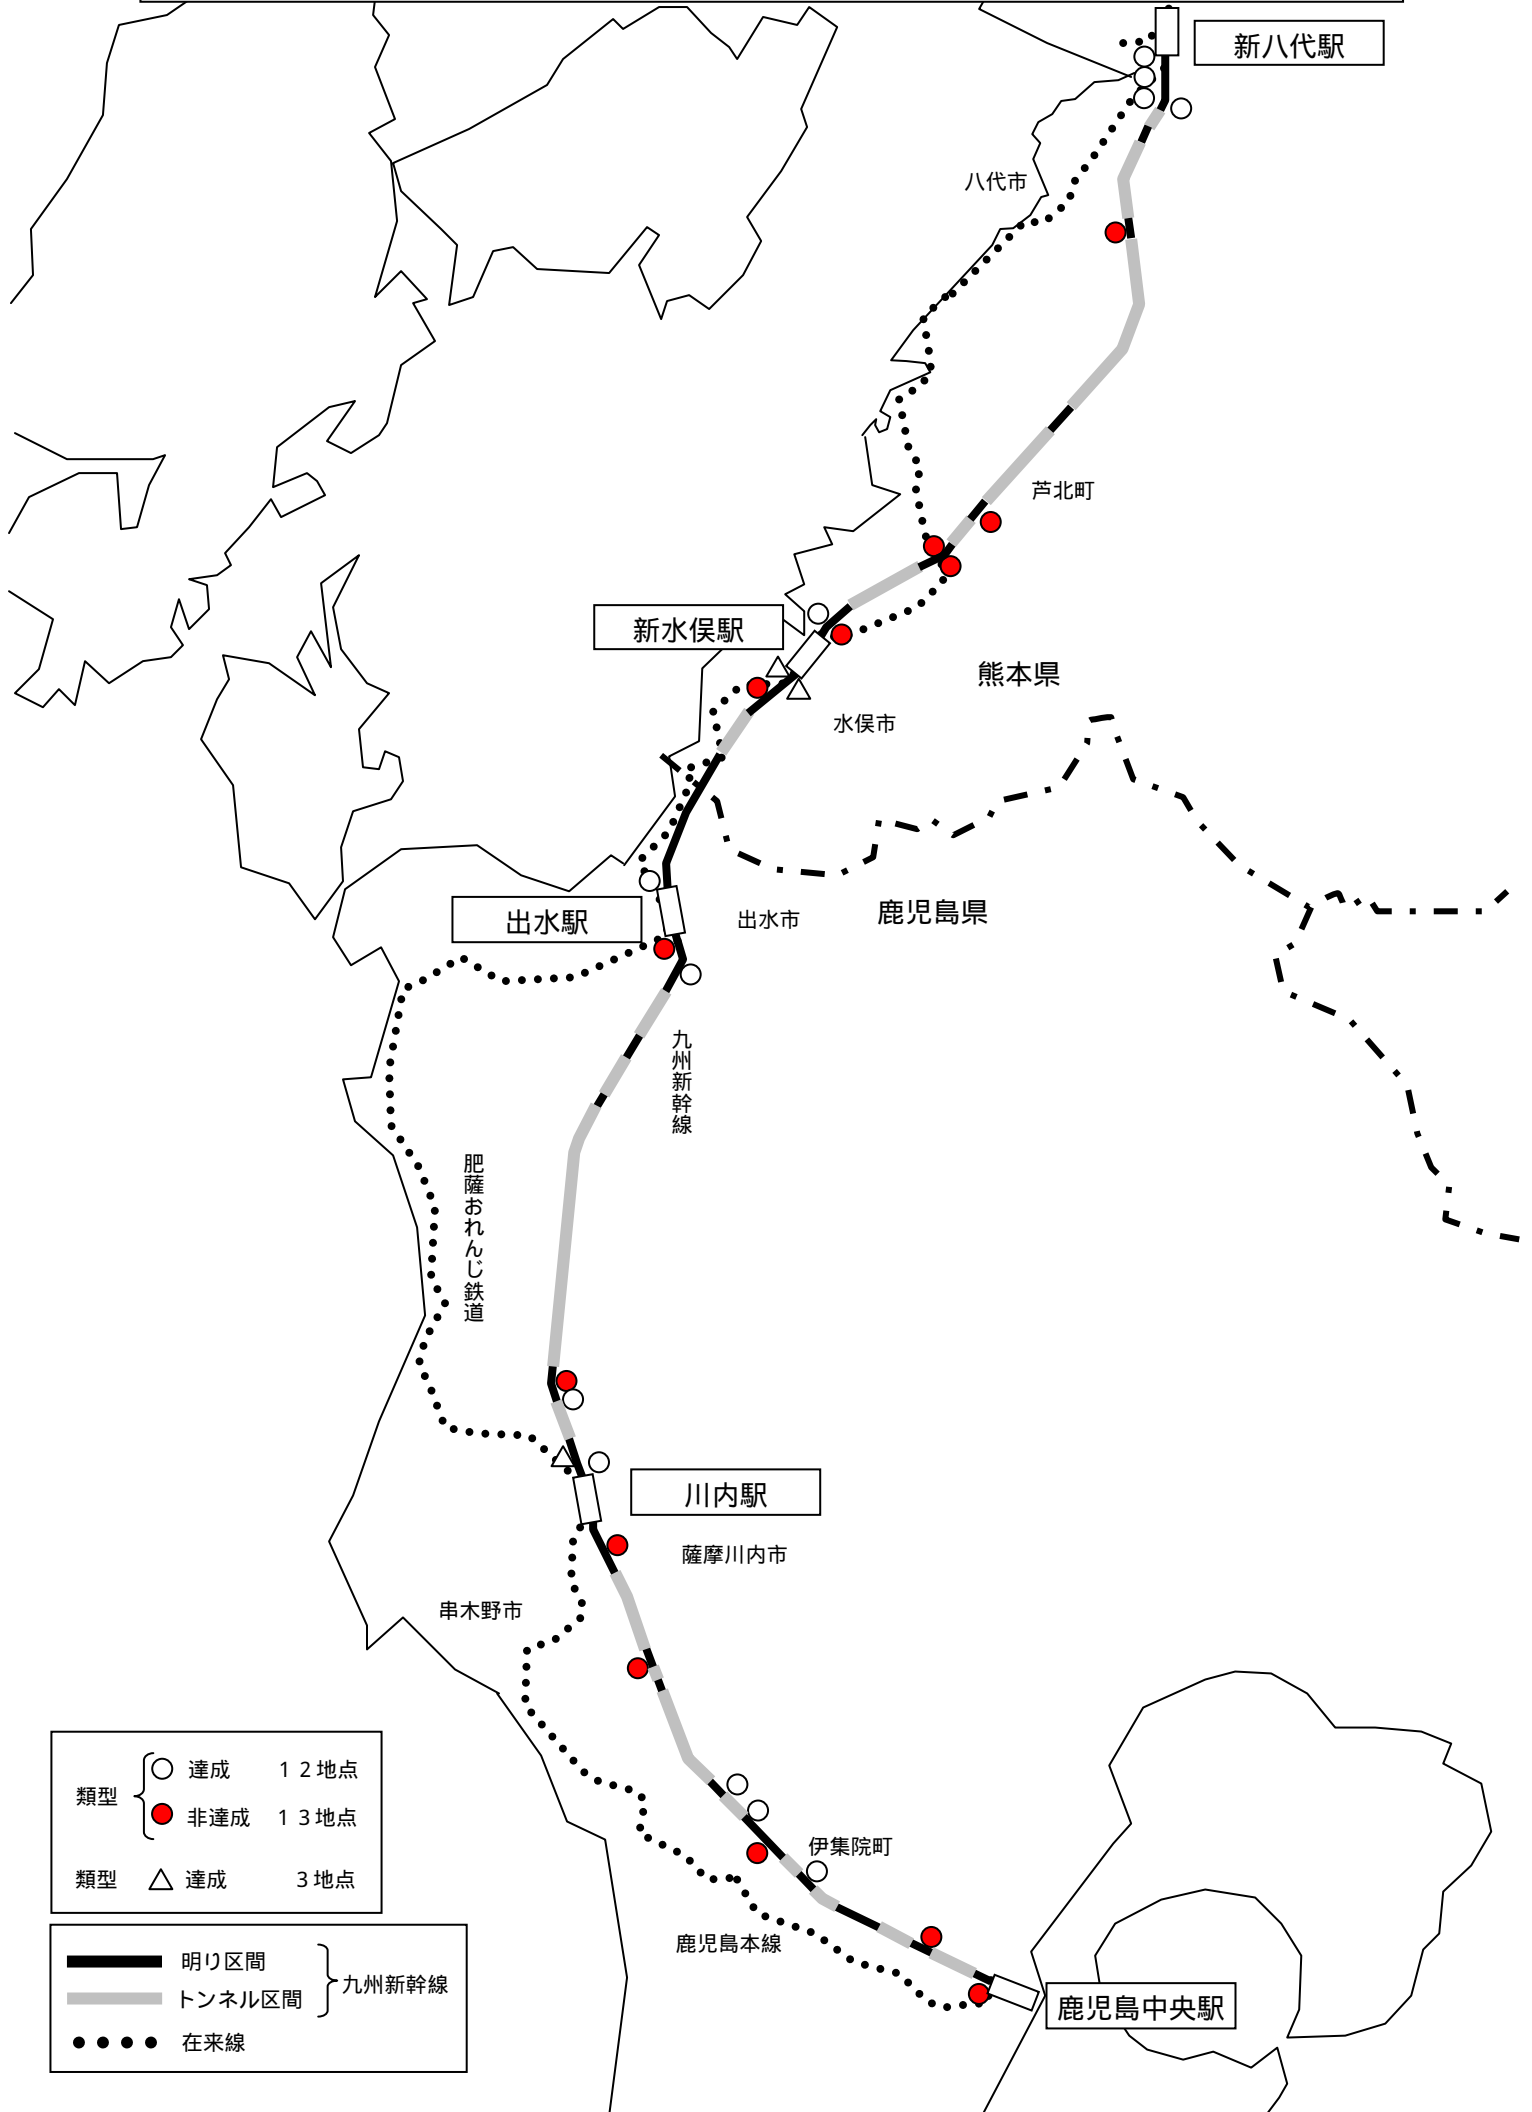 新八代駅
八代市
芦北町
新水俣駅
熊本県
水俣市
出水駅
出水市
鹿児島県
九州新幹線
肥薩おれんじ鉄道
川内駅
薩摩川内市
串木野市
伊集院町
鹿児島本線
鹿児島中央駅
類型 達成 12地点
非達成 13地点
類型 達成 3地点
明り区間
トンネル区間
九州新幹線
在来線